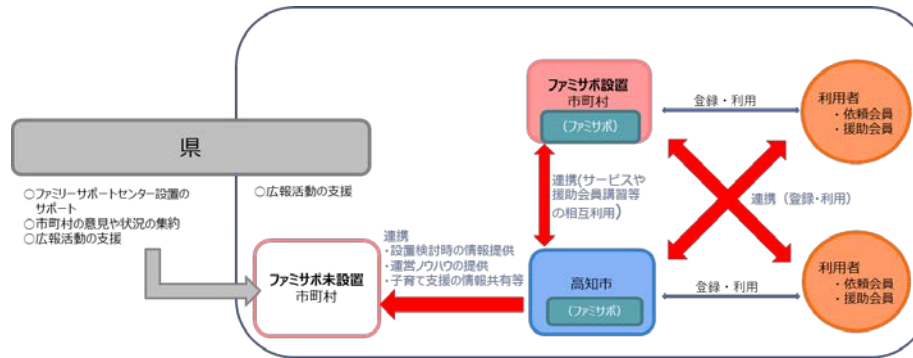 県
○ファミリーサポートセンター設置の
サポート
○市町村の意見や状況の集約
○広報活動の支援
○広報活動の支援
ファミサポ未設置
市町村
連携
・設置検討時の情報提供
・運営ノウハウの提供
・子育て支援の情報共有等
ファミサポ設置
市町村
(ファミサポ)
連携(サービスや
援助会員講習等
の相互利用)
高知市
(ファミサポ)
登録・利用
連携（登録・利用）
登録・利用
利用者
・依頼会員
・援助会員
利用者
・依頼会員
・援助会員